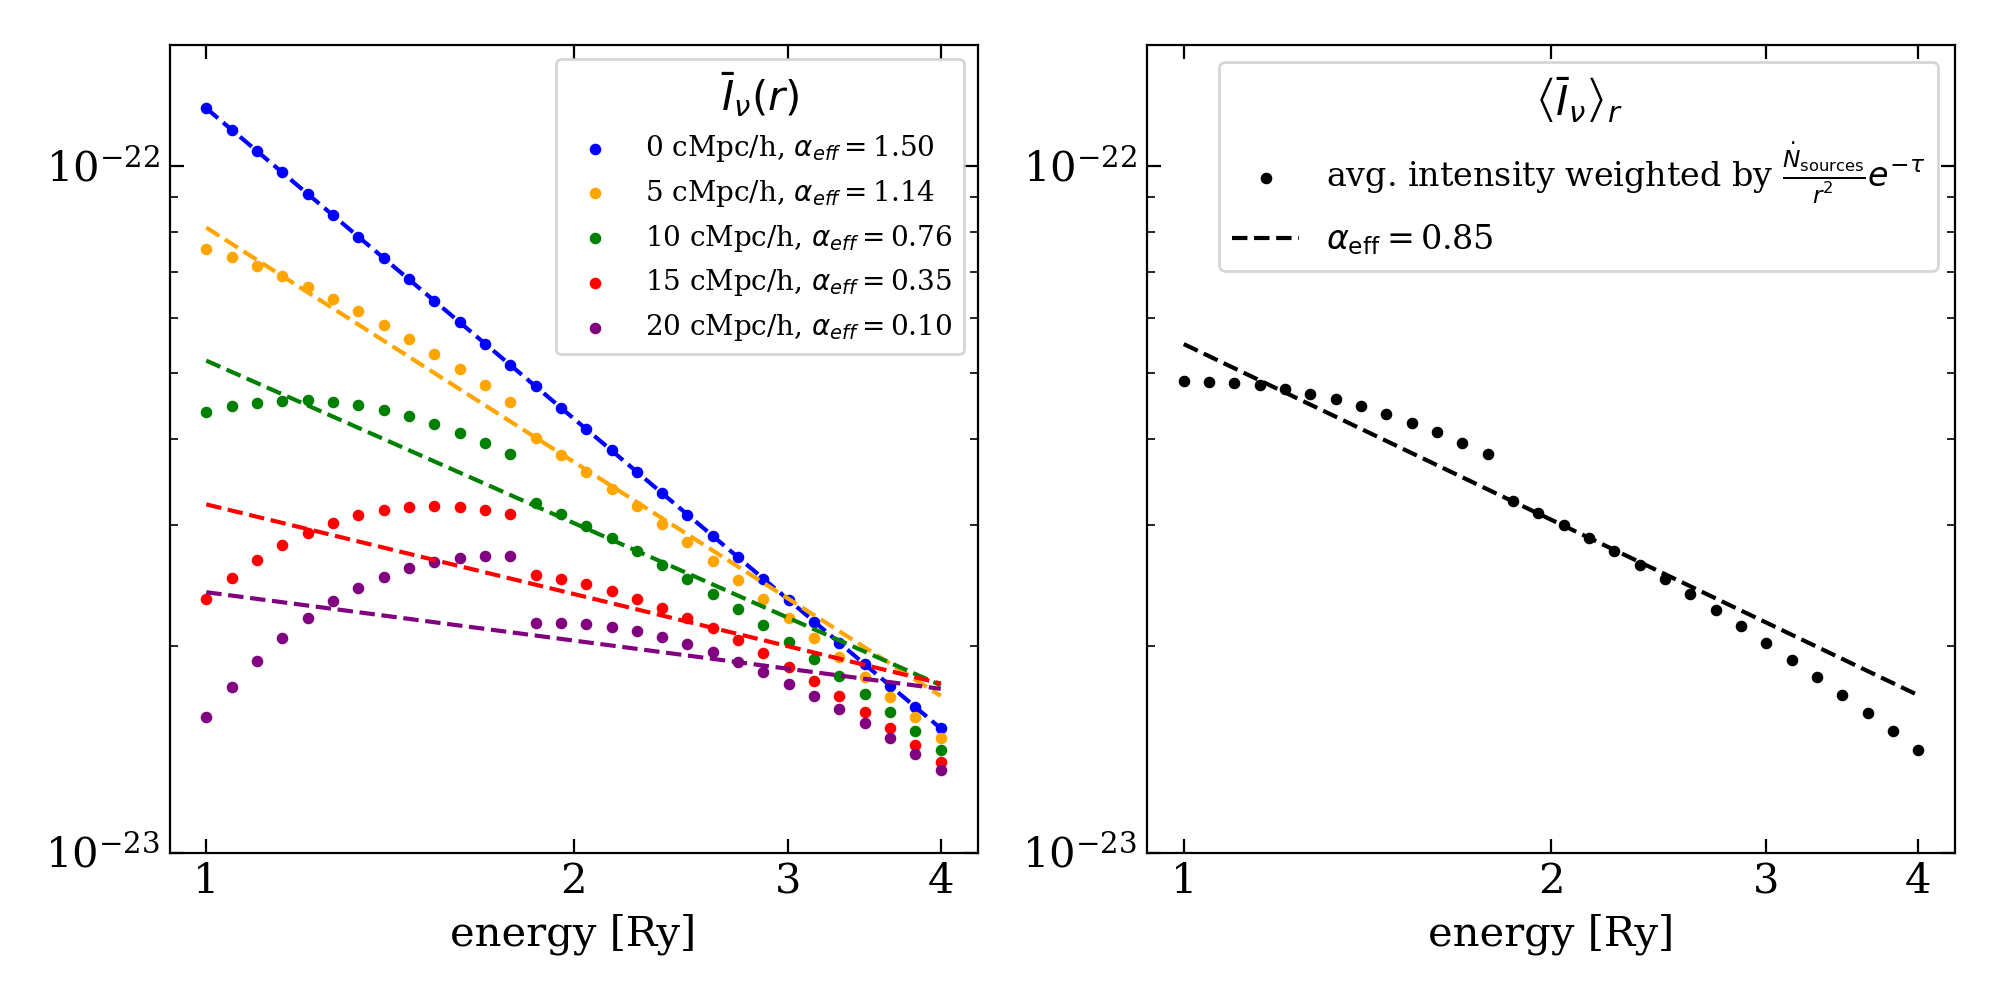 10⁻²²
10⁻²³
Ī_ν(r)
0 cMpc/h, α_eff = 1.50
5 cMpc/h, α_eff = 1.14
10 cMpc/h, α_eff = 0.76
15 cMpc/h, α_eff = 0.35
20 cMpc/h, α_eff = 0.10
1 2 3 4
energy [Ry]
10⁻²²
10⁻²³
⟨Ī_ν⟩_r
avg. intensity weighted by Ṅ_sources/r² e^−τ
α_eff = 0.85
1 2 3 4
energy [Ry]